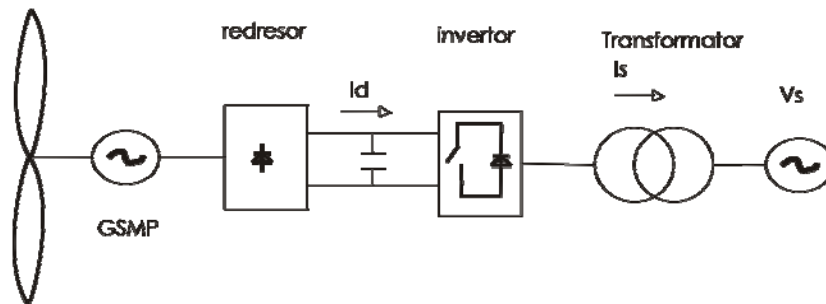 redresor
invertor
Transformator
Id
Is
Vs
GSMP